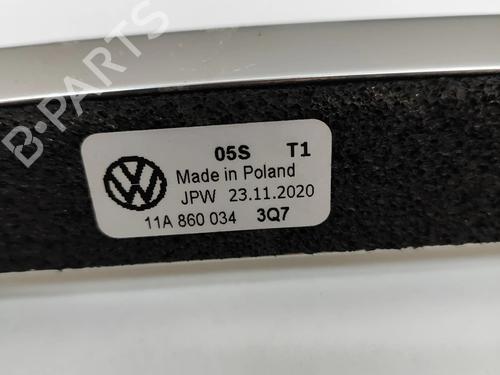 B-PARTS
05S T1
Made in Poland
JPW 23.11.2020
11A 860 034 3Q7